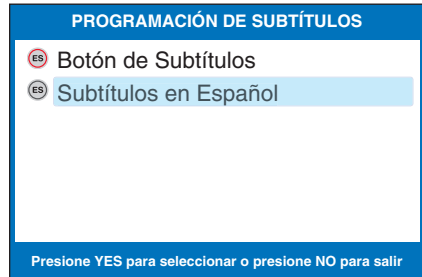 PROGRAMACIÓN DE SUBTÍTULOS
ES Botón de Subtítulos
ES Subtítulos en Español
Presione YES para seleccionar o presione NO para salir